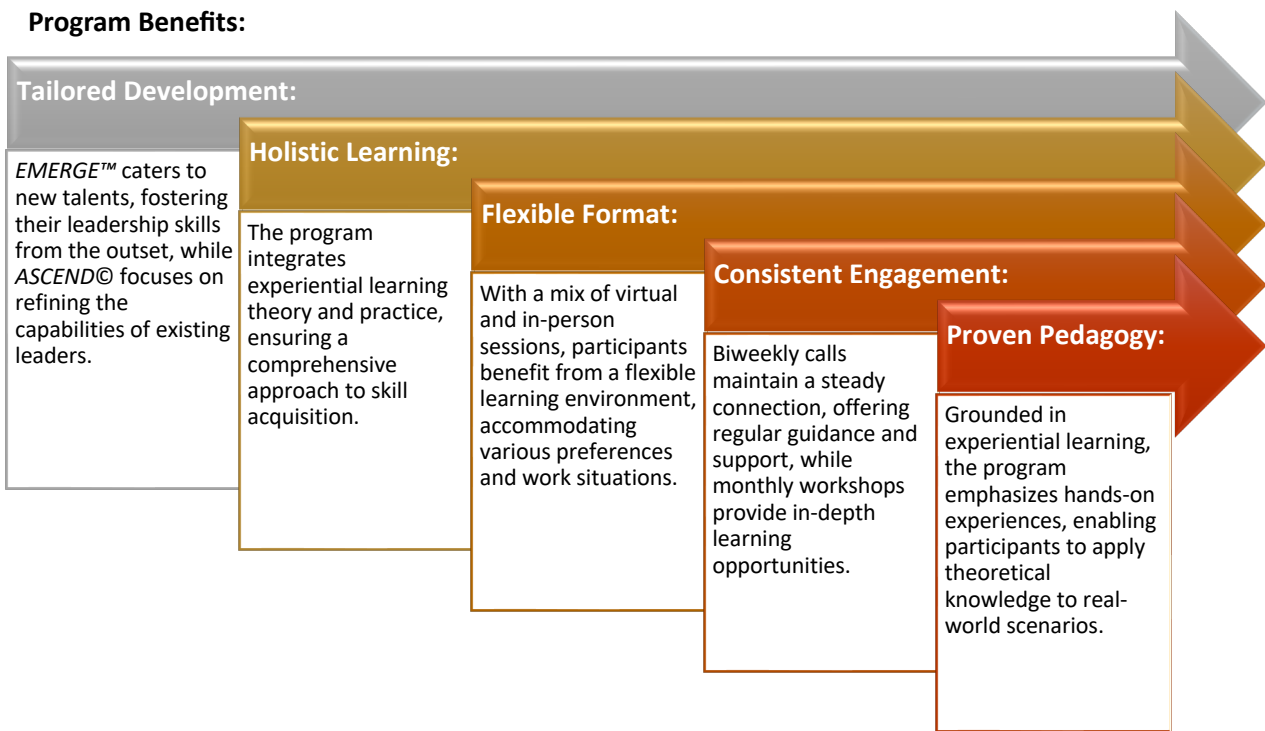 Program Benefits:
Tailored Development:
EMERGE™ caters to
new talents, fostering
their leadership skills
from the outset, while
ASCEND© focuses on
refining the
capabilities of existing
leaders.
Holistic Learning:
The program
integrates
experiential learning
theory and practice,
ensuring a
comprehensive
approach to skill
acquisition.
Flexible Format:
With a mix of virtual
and in-person
sessions, participants
benefit from a flexible
learning environment,
accommodating
various preferences
and work situations.
Consistent Engagement:
Biweekly calls
maintain a steady
connection, offering
regular guidance and
support, while
monthly workshops
provide in-depth
learning
opportunities.
Proven Pedagogy:
Grounded in
experiential learning,
the program
emphasizes hands-on
experiences, enabling
participants to apply
theoretical
knowledge to real-
world scenarios.